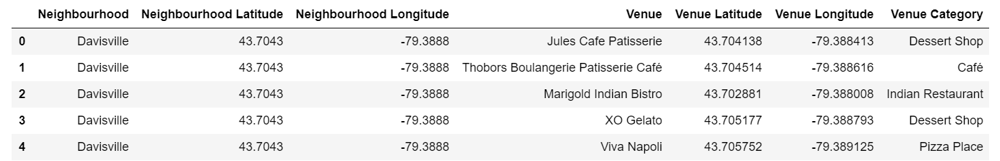 Neighbourhood Neighbourhood Latitude Neighbourhood Longitude Venue Venue Latitude Venue Longitude Venue Category
0 Davisville 43.7043 -79.3888 Jules Cafe Patisserie 43.704138 -79.388413 Dessert Shop
1 Davisville 43.7043 -79.3888 Thobors Boulangerie Patisserie Café 43.704514 -79.388616 Café
2 Davisville 43.7043 -79.3888 Marigold Indian Bistro 43.702881 -79.388008 Indian Restaurant
3 Davisville 43.7043 -79.3888 XO Gelato 43.705177 -79.388793 Dessert Shop
4 Davisville 43.7043 -79.3888 Viva Napoli 43.705752 -79.389125 Pizza Place